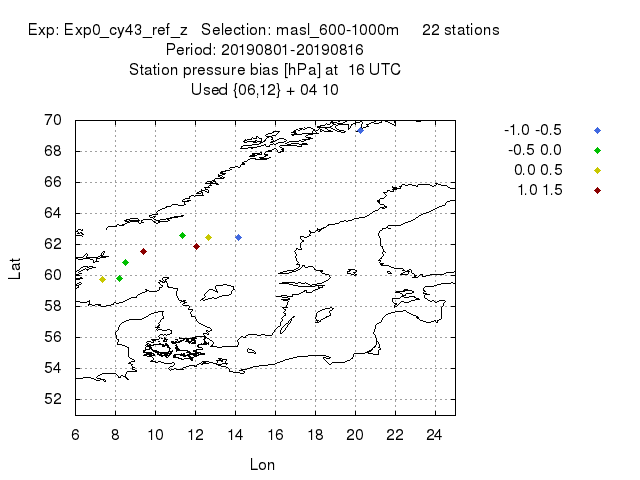 Exp: Exp0_cy43_ref_z   Selection: masl_600-1000m     22 stations
Period: 20190801-20190816
Station pressure bias [hPa] at  16 UTC
Used {06,12} + 04 10
-1.0 -0.5
-0.5 0.0
0.0 0.5
1.0 1.5
70
68
66
64
62
60
58
56
54
52
Lat
6 8 10 12 14 16 18 20 22 24
Lon